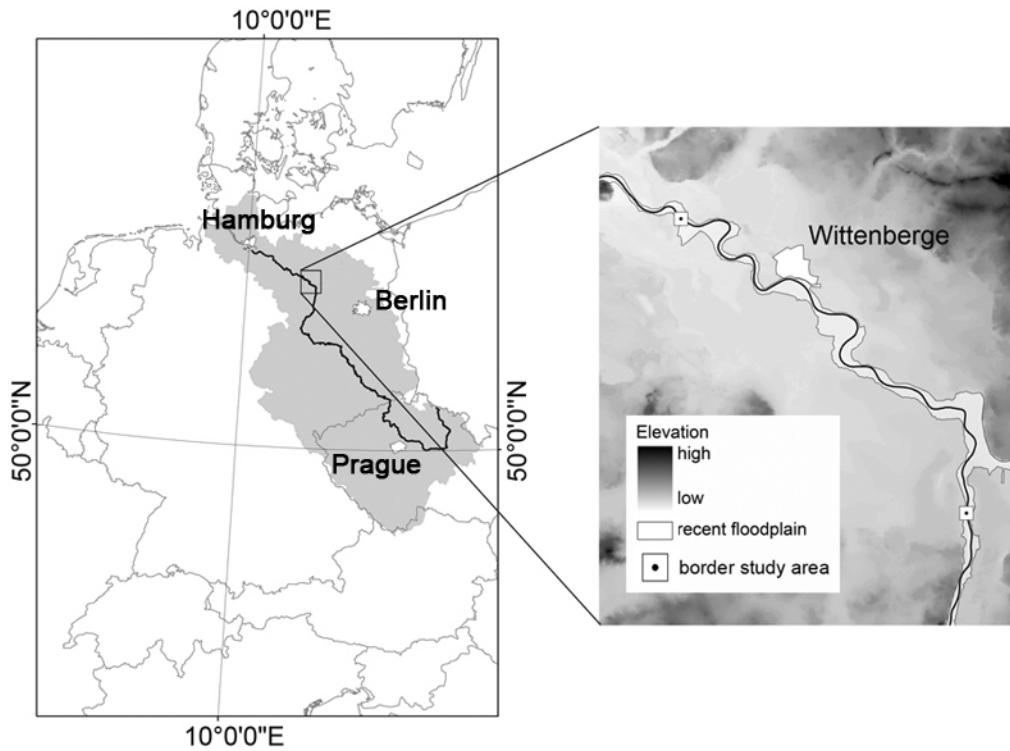 10°0'0"E
Hamburg
Berlin
50°0'0"N
50°0'0"N
Prague
10°0'0"E
Wittenberge
Elevation
high
low
recent floodplain
border study area